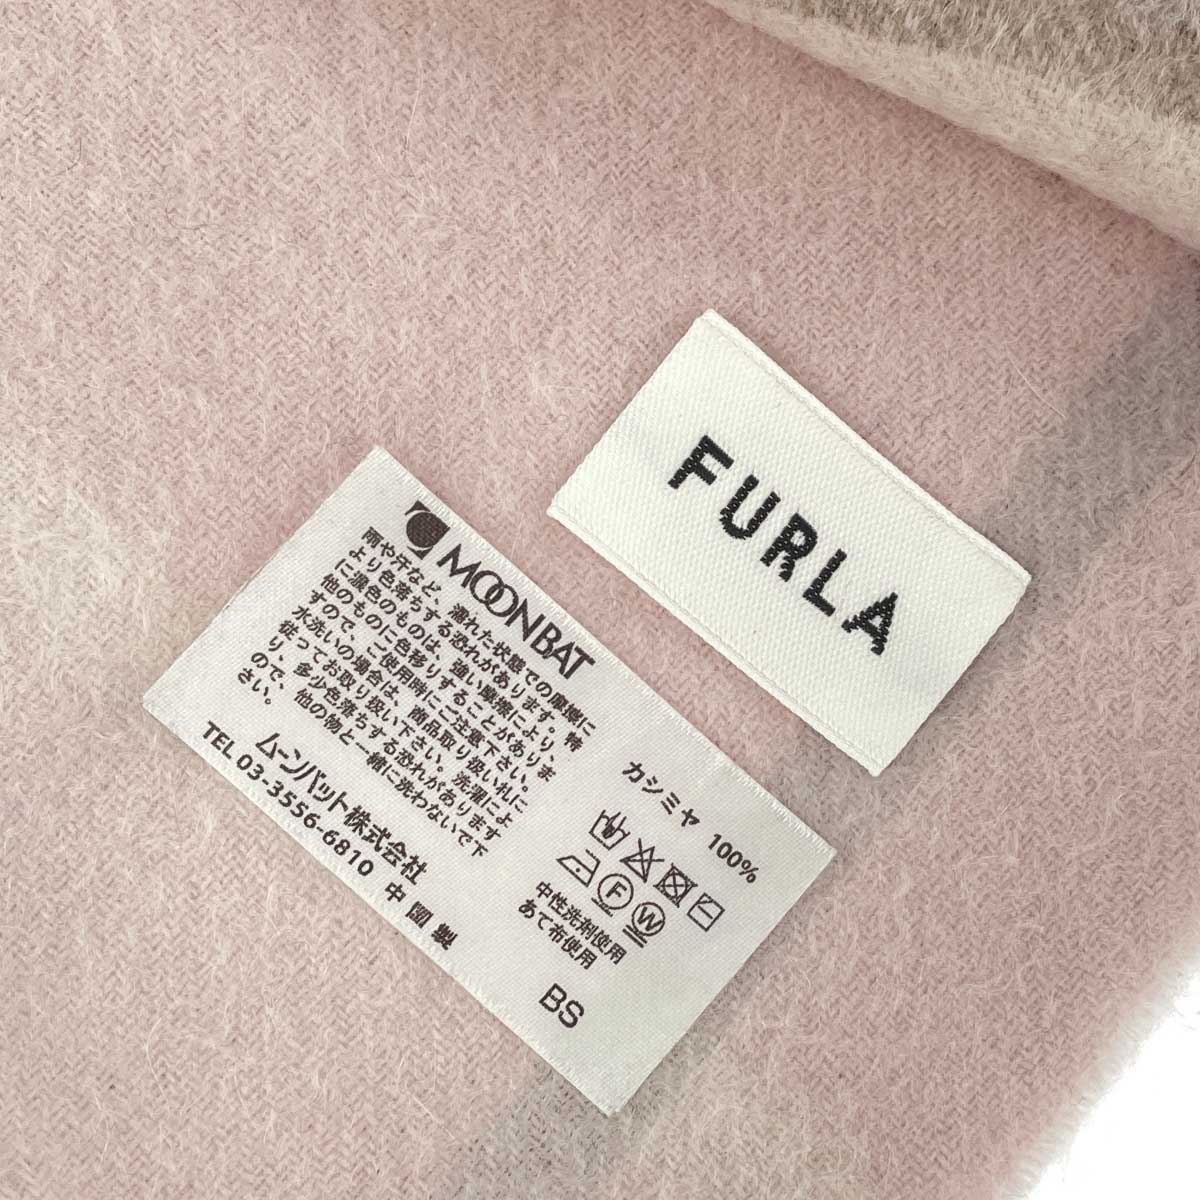 FURLA
MOONBAT
雨や汗など、濡れた状態での摩擦に
より色落ちする恐れがあります。特
に濃色のものは、強い摩擦により、
他のものに色移りすることがありま
すので、ご使用時にご注意下さい。
水洗いの場合は、商品取り扱い札に
従ってお取り扱い下さい。洗濯によ
り、多少色落ちする恐れがあります
ので、他の物と一緒に洗わないで下
さい。
ムーンバット株式会社
TEL 03-3556-6810 中國製
カシミヤ 100%
F W
中性洗剤使用
あて布使用
BS